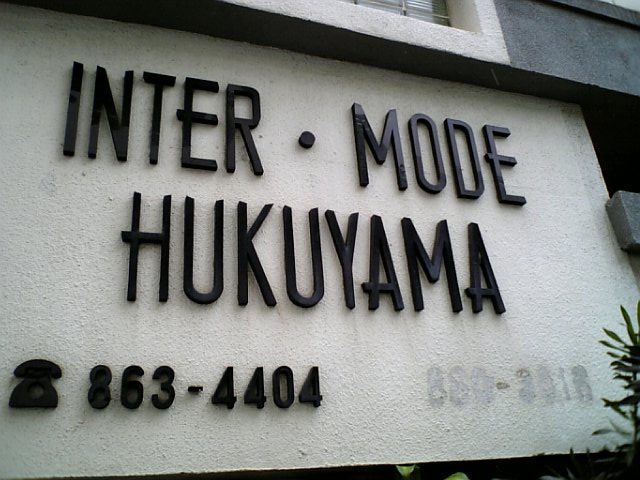 INTER・MODE
HUKUYAMA
☎ 863-4404